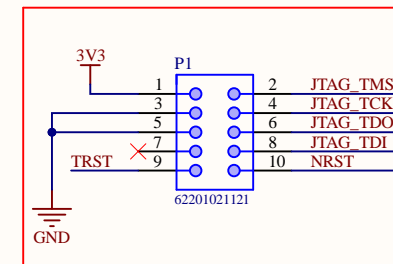 3V3
P1
1 2 JTAG_TMS
3 4 JTAG_TCK
5 6 JTAG_TDO
7 8 JTAG_TDI
TRST 9 10 NRST
62201021121
GND